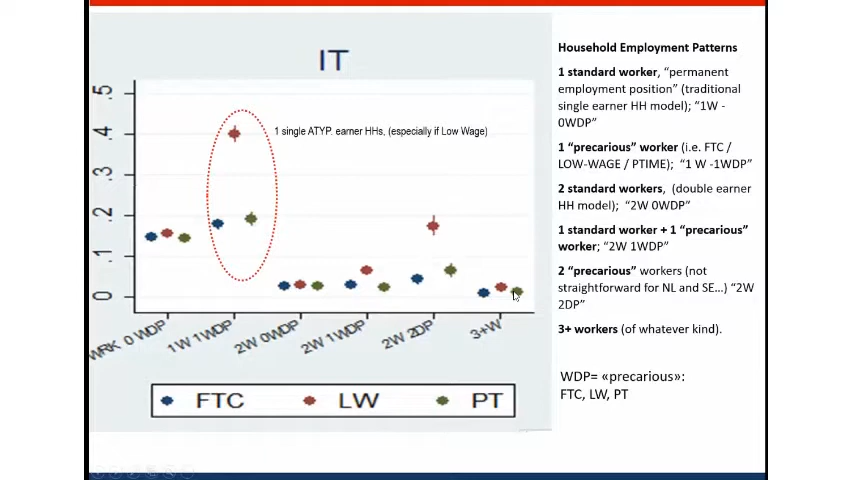 IT
.5
.4
.3
.2
.1
0
1 single ATYP. earner HHs, (especially if Low Wage)
WRK 0 WDP
1W 1WDP
2W 0WDP
2W 1WDP
2W 2DP
3+W
FTC
LW
PT
Household Employment Patterns
1 standard worker, “permanent
employment position” (traditional
single earner HH model); “1W -
0WDP”
1 “precarious” worker (i.e. FTC /
LOW-WAGE / PTIME); “1 W -1WDP”
2 standard workers, (double earner
HH model); “2W 0WDP”
1 standard worker + 1 “precarious”
worker; “2W 1WDP”
2 “precarious” workers (not
straightforward for NL and SE...) “2W
2DP”
3+ workers (of whatever kind).
WDP= «precarious»:
FTC, LW, PT